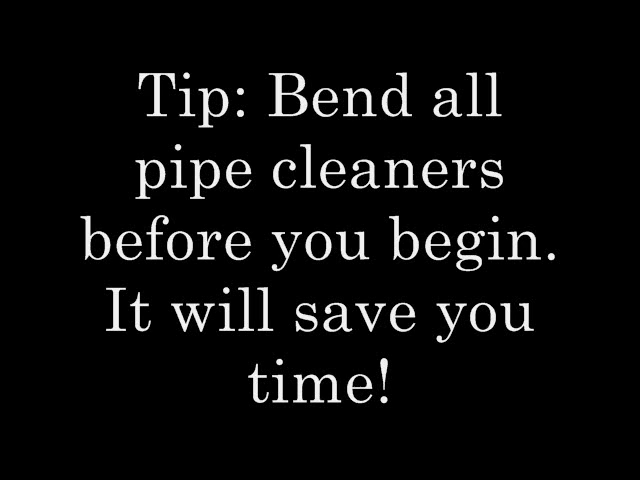 Tip: Bend all
pipe cleaners
before you begin.
It will save you
time!